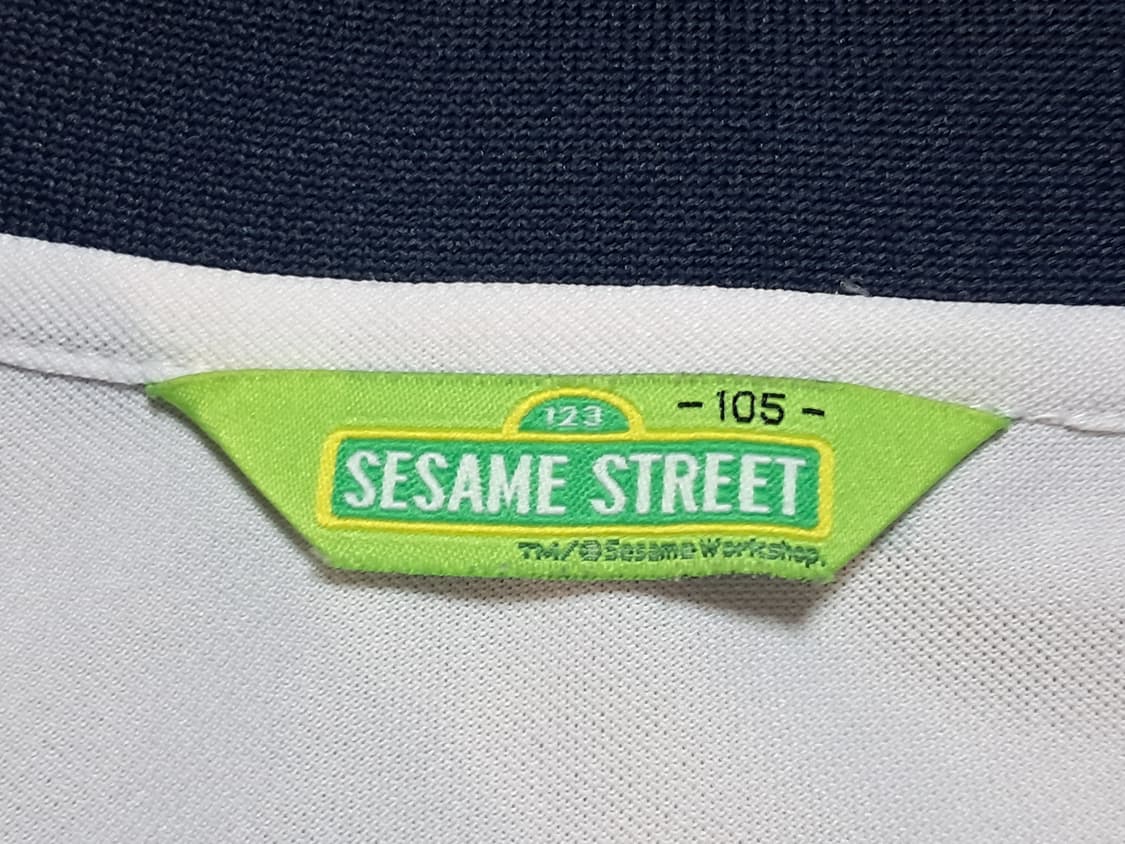 - 105 -
123
SESAME STREET
TM/© Sesame Workshop.